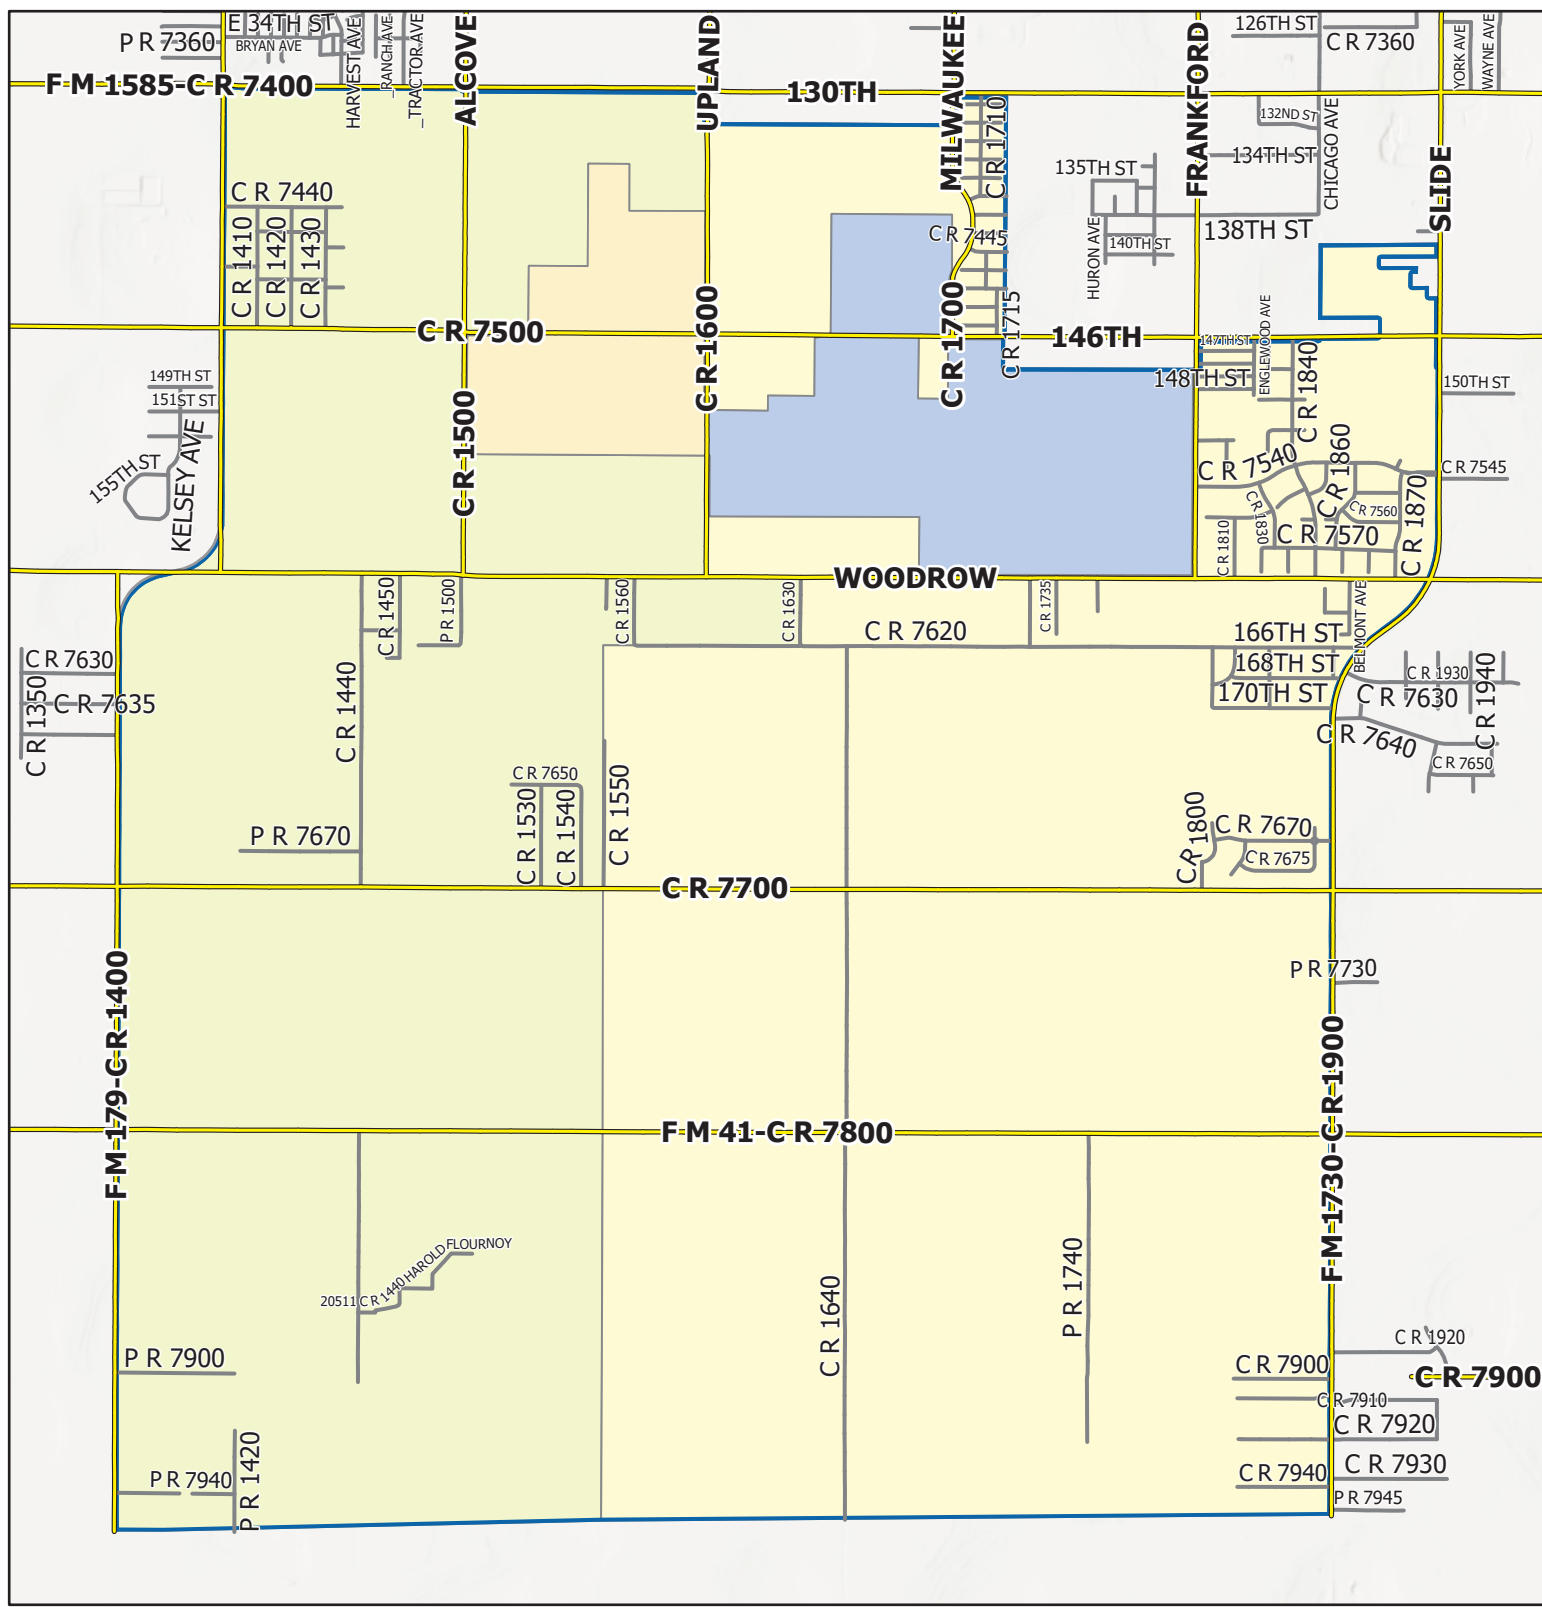 E 34TH ST
P R 7360
BRYAN AVE
HARVEST AVE
_RANCH AVE
_TRACTOR AVE
ALCOVE
UPLAND
MILWAUKEE
FRANKFORD
126TH ST
C R 7360
YORK AVE
WAYNE AVE
F M 1585-C R 7400
130TH
C R 1710
132ND ST
CHICAGO AVE
134TH ST
SLIDE
135TH ST
C R 7440
C R 1410
C R 1420
C R 1430
C R 7445
HURON AVE
138TH ST
140TH ST
C R 7500
C R 1600
C R 1700
C R 1715
146TH
147TH ST
ENGLEWOOD AVE
C R 1840
149TH ST
148TH ST
150TH ST
151ST ST
C R 1500
155TH ST
KELSEY AVE
C R 7540
C R 1860
C R 7545
C R 1830
C R 7560
C R 1870
C R 1810
C R 7570
WOODROW
C R 1450
P R 1500
C R 1560
C R 1630
C R 1735
C R 7620
166TH ST
BELMONT AVE
C R 7630
168TH ST
C R 1930
C R 1940
C R 1350
C R 7635
C R 1440
170TH ST
C R 7630
C R 7640
C R 7650
C R 7650
C R 1530
C R 1540
C R 1550
C R 1800
P R 7670
C R 7670
C R 7675
C R 7700
F M 179-C R 1400
P R 7730
F M 1730-C R 1900
F M 41-C R 7800
20511 C R 1440 HAROLD FLOURNOY
C R 1640
P R 1740
P R 7900
C R 7900
C R 1920
C R 7900
C R 7910
C R 7920
P R 7940
P R 1420
C R 7940
C R 7930
P R 7945